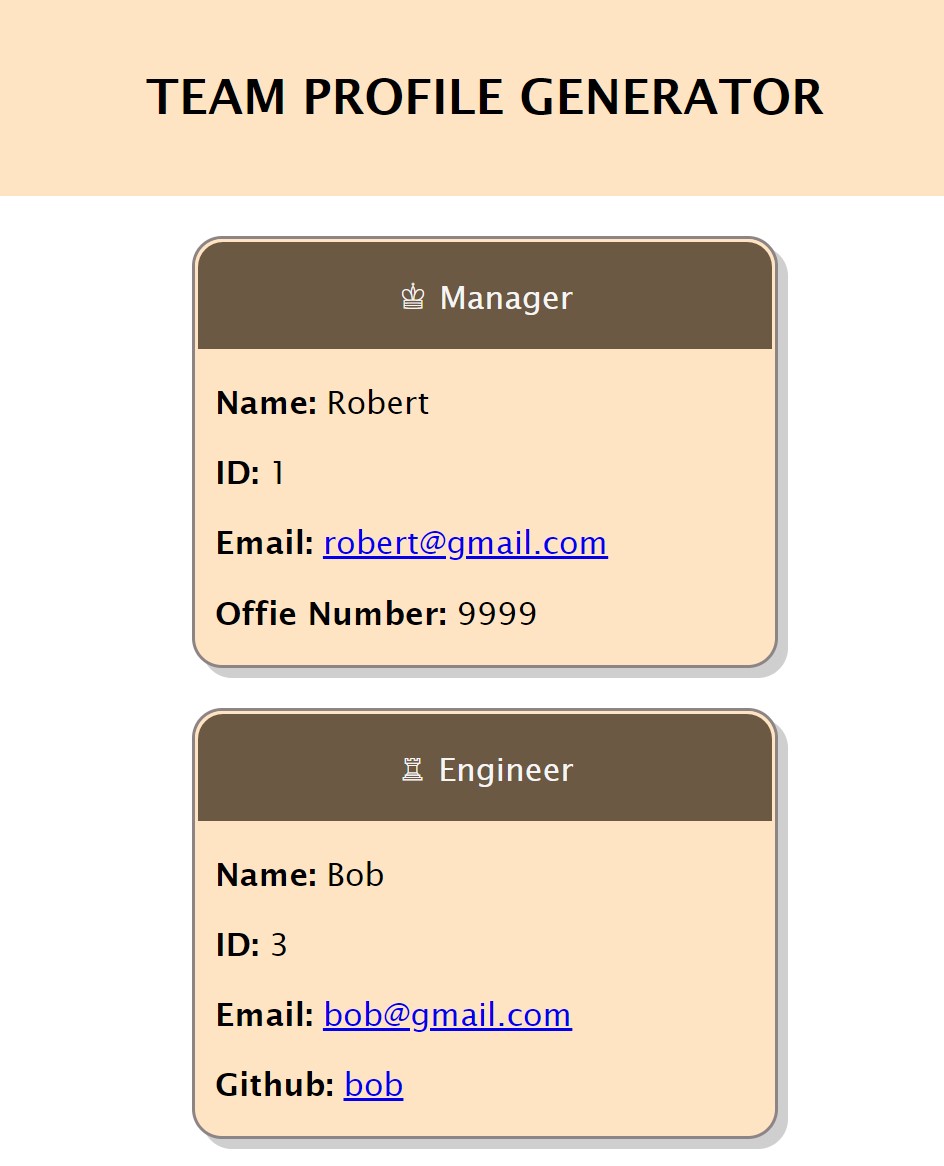 TEAM PROFILE GENERATOR
♔ Manager
Name: Robert
ID: 1
Email: robert@gmail.com
Offie Number: 9999
♖ Engineer
Name: Bob
ID: 3
Email: bob@gmail.com
Github: bob